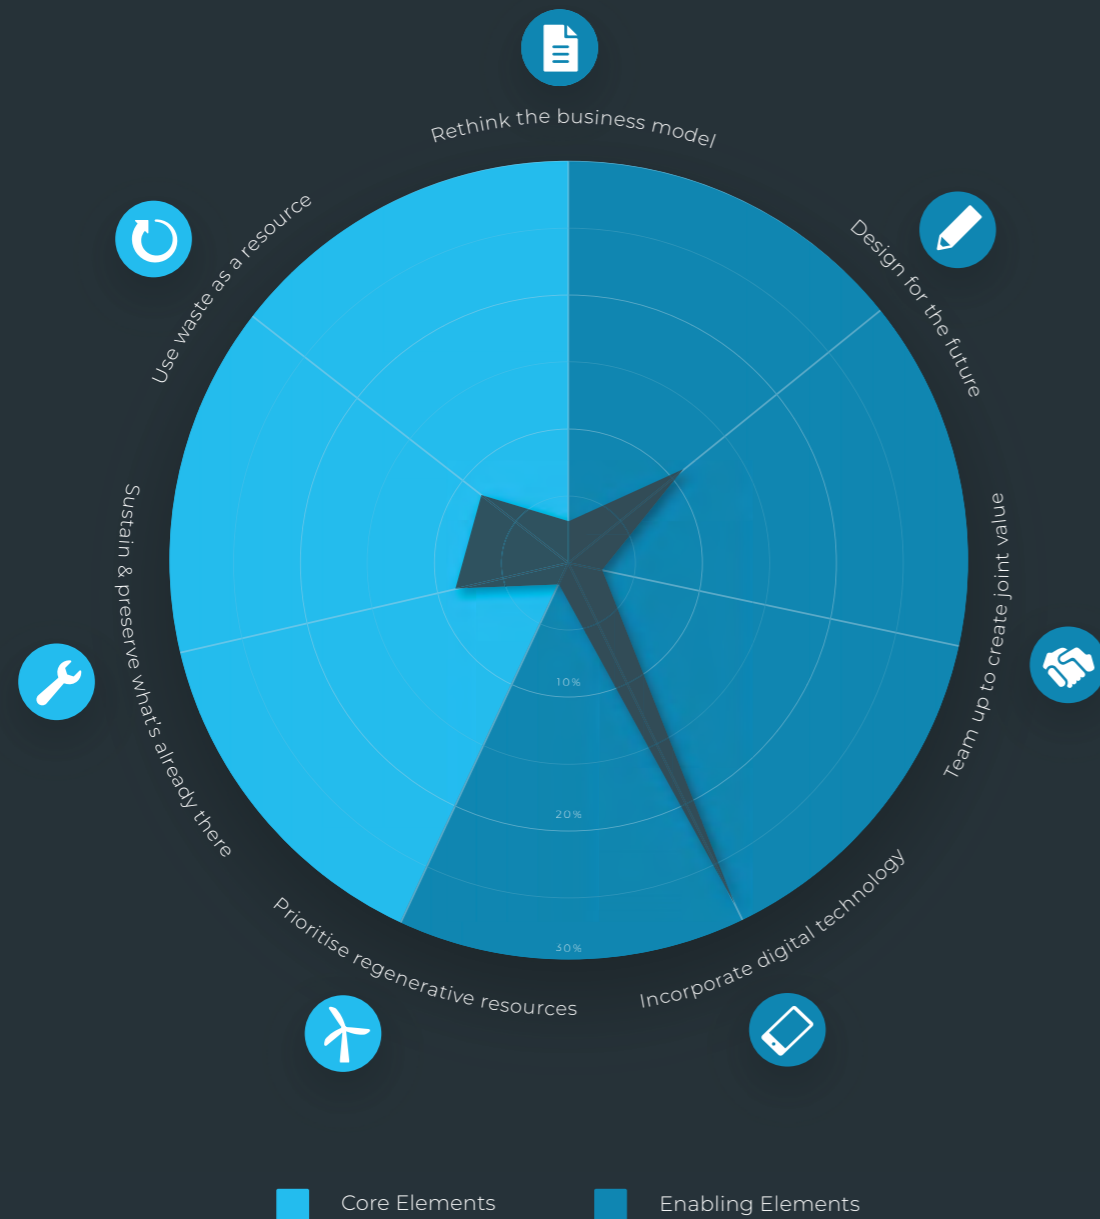 Rethink the business model
Design for the future
Team up to create joint value
Incorporate digital technology
Prioritise regenerative resources
Sustain & preserve what's already there
Use waste as a resource
10%
20%
30%
Core Elements
Enabling Elements